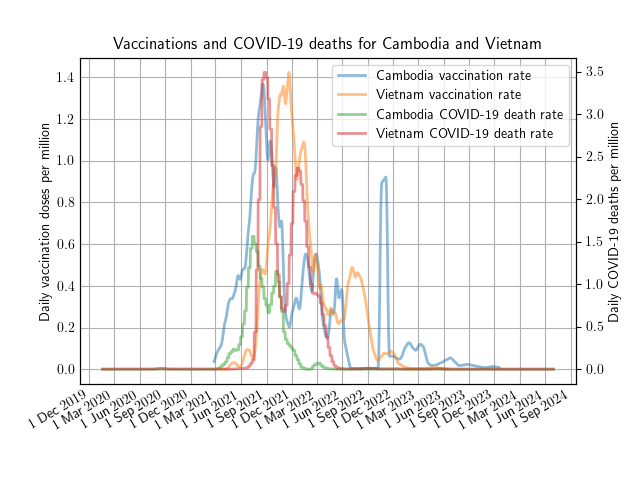 Vaccinations and COVID-19 deaths for Cambodia and Vietnam
Cambodia vaccination rate
Vietnam vaccination rate
Cambodia COVID-19 death rate
Vietnam COVID-19 death rate
Daily vaccination doses per million
1.4
1.2
1.0
0.8
0.6
0.4
0.2
0.0
Daily COVID-19 deaths per million
3.5
3.0
2.5
2.0
1.5
1.0
0.5
0.0
1 Dec 2019
1 Mar 2020
1 Jun 2020
1 Sep 2020
1 Dec 2020
1 Mar 2021
1 Jun 2021
1 Sep 2021
1 Dec 2021
1 Mar 2022
1 Jun 2022
1 Sep 2022
1 Dec 2022
1 Mar 2023
1 Jun 2023
1 Sep 2023
1 Dec 2023
1 Mar 2024
1 Jun 2024
1 Sep 2024